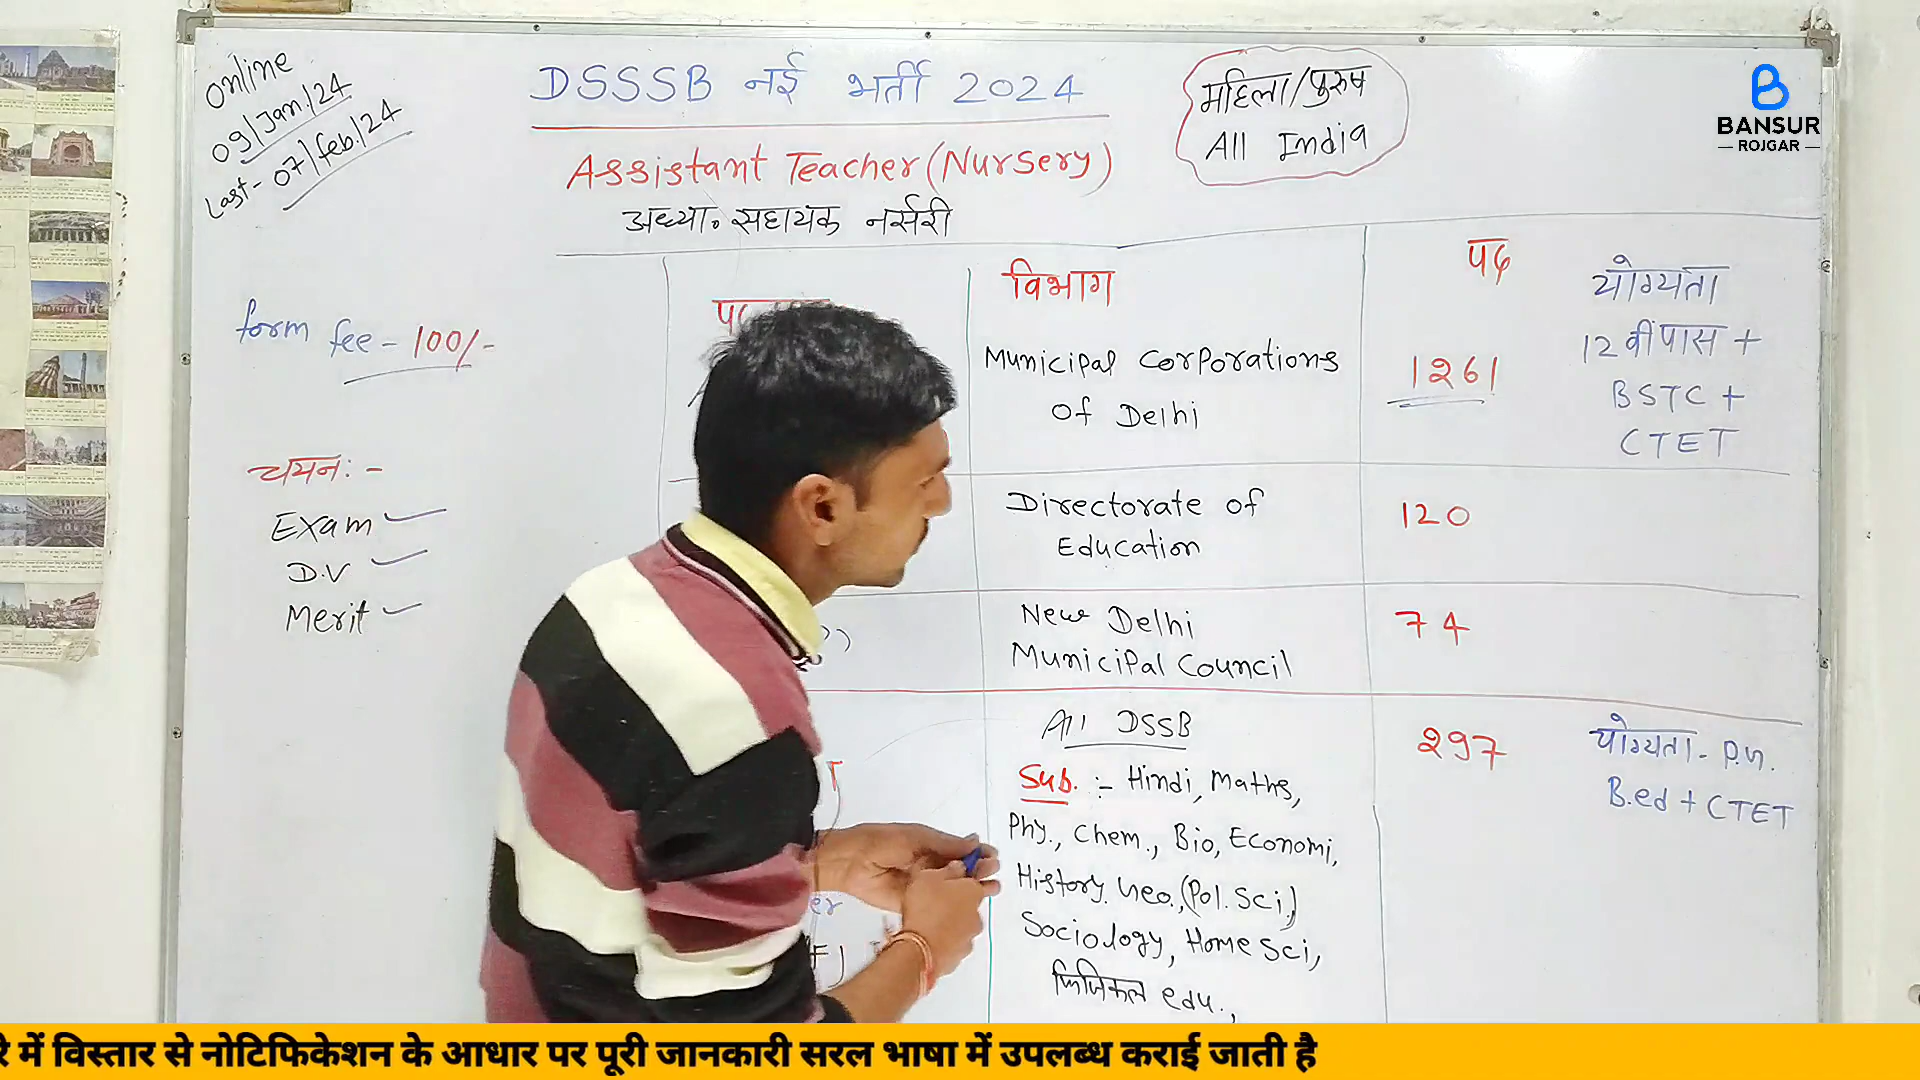 Online
09/Jan/24
Last- 07/feb./24
DSSSB नई भर्ती 2024
Assistant Teacher (Nursery)
अध्या॰ सहायक नर्सरी
महिला/पुरुष
All India
BANSUR
— ROJGAR —
form fee - 100/-
चयन: -
Exam
D.V
Merit
विभाग
पद
योग्यता
Municipal Corporations
Of Delhi
1261
12 वीं पास +
BSTC +
CTET
Directorate of
Education
120
New Delhi
Municipal Council
74
All DSSB
297
योग्यता - P.G.
B.ed + CTET
Sub. :- Hindi, Maths,
Phy., Chem., Bio, Economi,
History. Geo.,(Pol. Sci.)
Sociology, Home Sci,
फिजिकल edu.,
में विस्तार से नोटिफिकेशन के आधार पर पूरी जानकारी सरल भाषा में उपलब्ध कराई जाती है